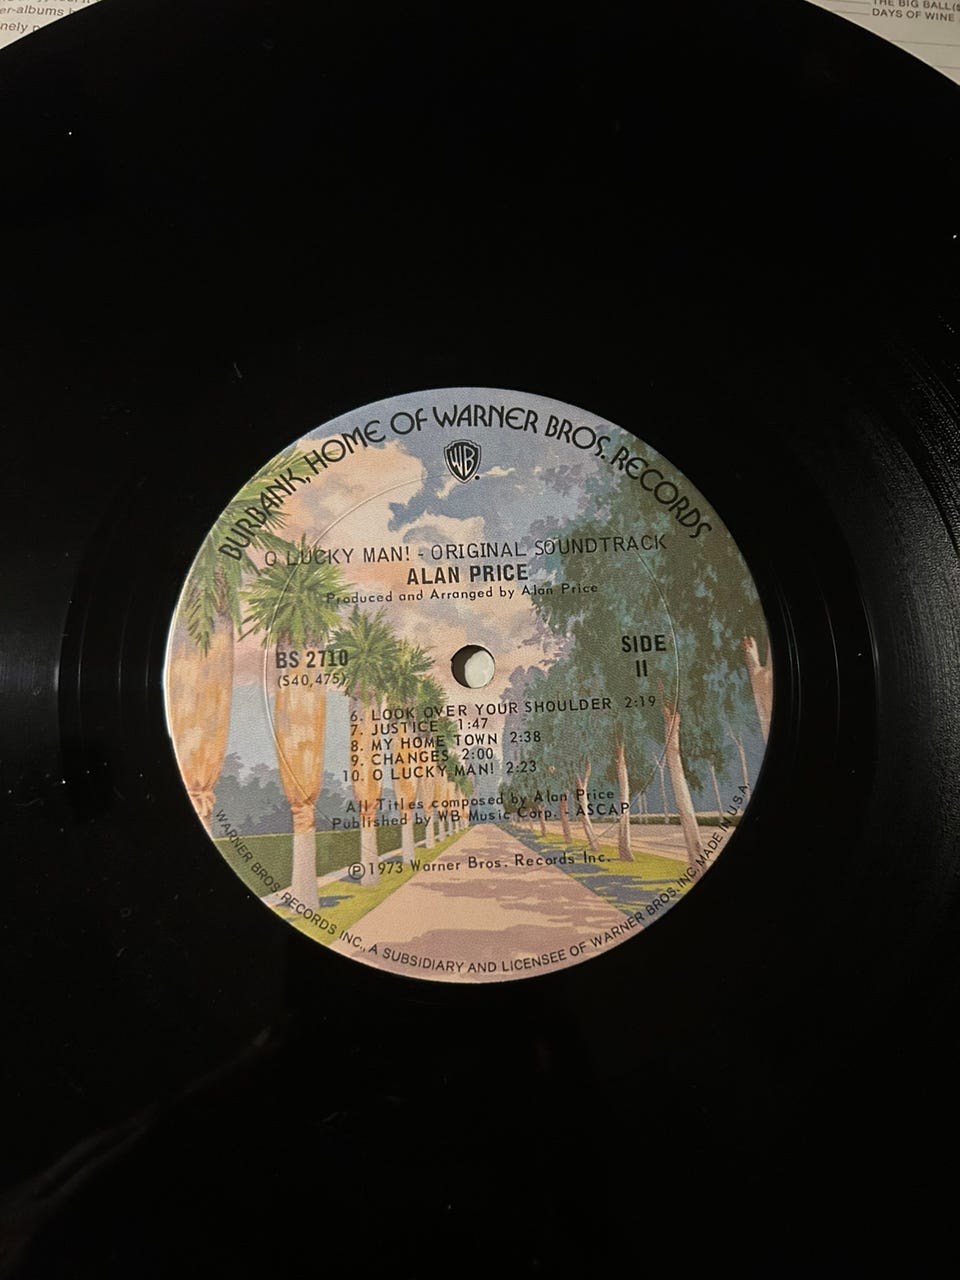 er-albums
nely
THE BIG BALL
DAYS OF WINE
BURBANK, HOME OF WARNER BROS. RECORDS
WB
O LUCKY MAN! - ORIGINAL SOUNDTRACK
ALAN PRICE
Produced and Arranged by Alan Price
BS 2710
(S40,475)
SIDE
II
6. LOOK OVER YOUR SHOULDER 2:19
7. JUSTICE 1:47
8. MY HOME TOWN 2:38
9. CHANGES 2:00
10. O LUCKY MAN! 2:23
All Titles composed by Alan Price
Published by WB Music Corp. - ASCAP
℗1973 Warner Bros. Records Inc.
WARNER BROS. RECORDS INC., A SUBSIDIARY AND LICENSEE OF WARNER BROS. INC. MADE IN U.S.A.